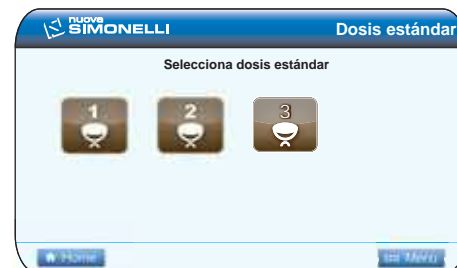 nuova
SIMONELLI
Dosis estándar
Selecciona dosis estándar
1 2 3
Home Menu